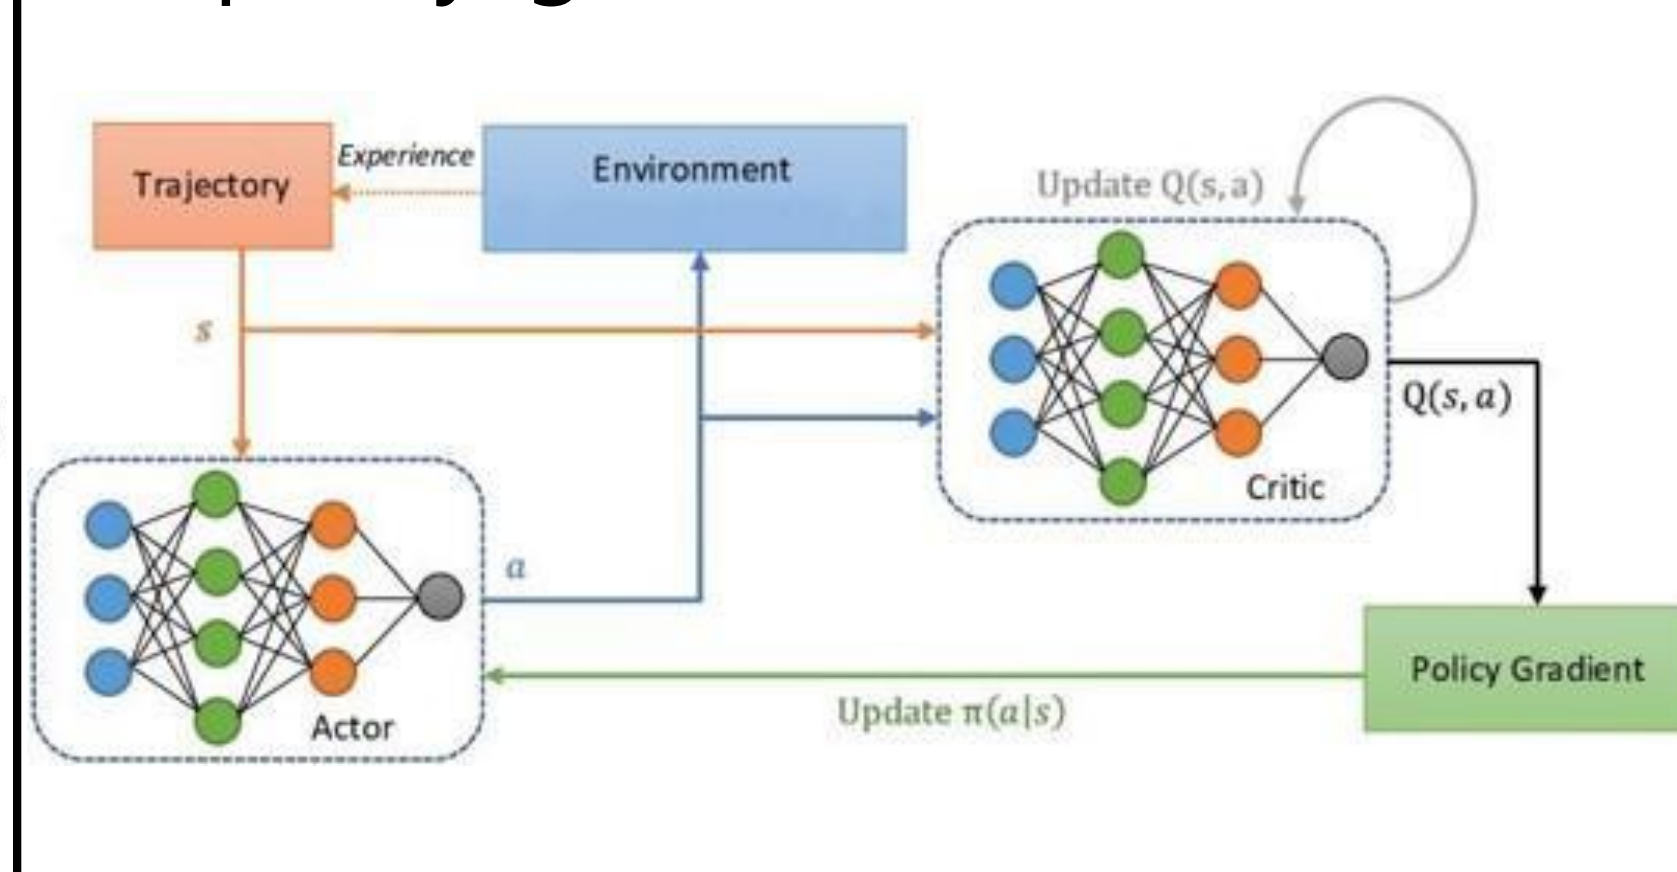 Trajectory
Experience
Environment
Update Q(s, a)
s
Q(s, a)
Critic
a
Actor
Policy Gradient
Update π(a|s)